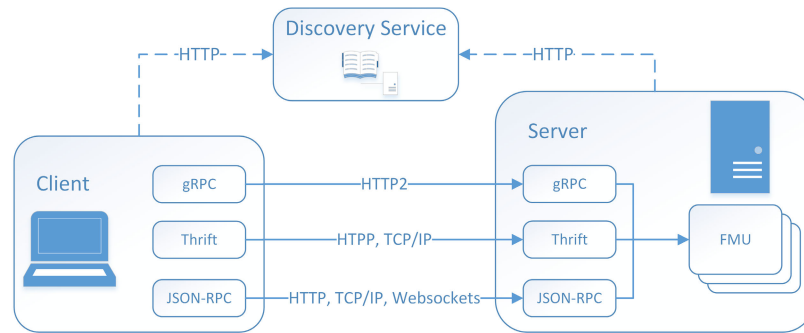 Discovery Service
HTTP
HTTP
Server
Client
gRPC
HTTP2
gRPC
Thrift
HTPP, TCP/IP
Thrift
FMU
JSON-RPC
HTTP, TCP/IP, Websockets
JSON-RPC